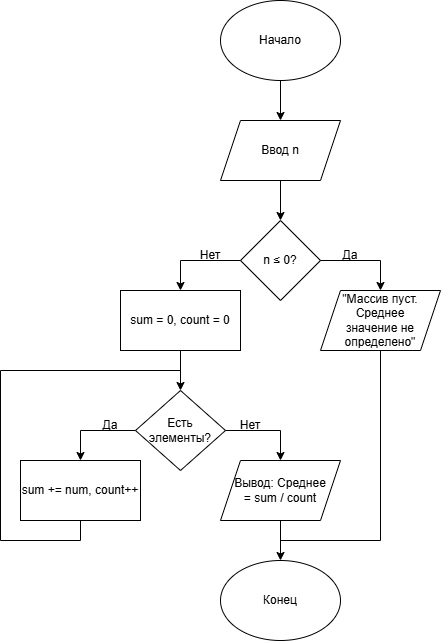 Начало
Ввод n
n ≤ 0?
Нет
Да
sum = 0, count = 0
"Массив пуст.
Среднее
значение не
определено"
Есть
элементы?
Да
Нет
sum += num, count++
Вывод: Среднее
= sum / count
Конец